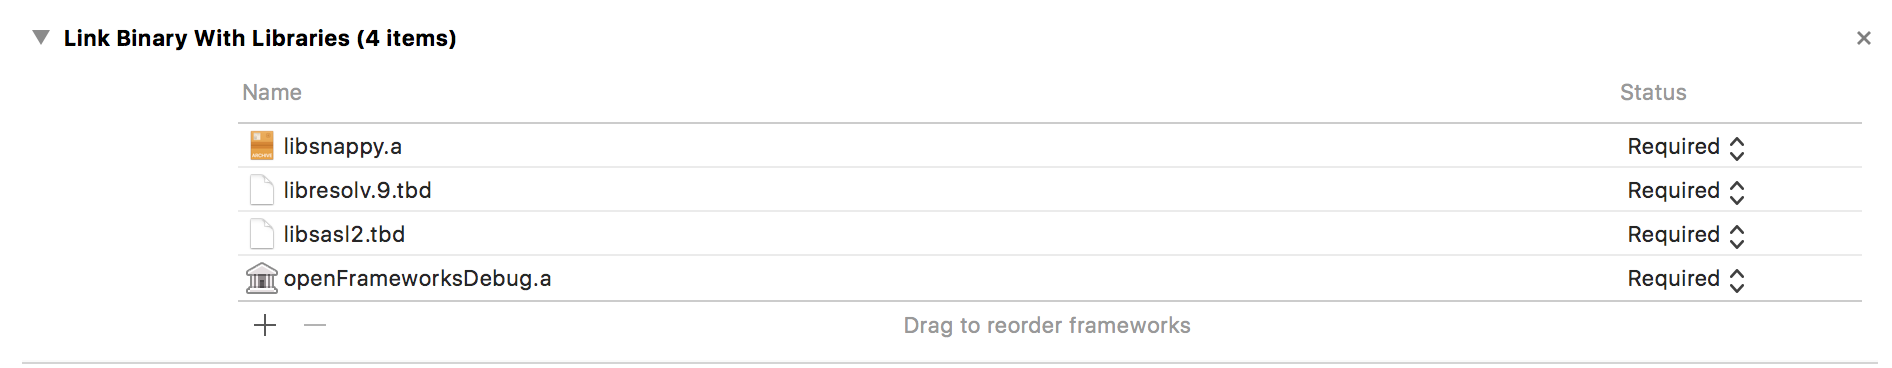 Link Binary With Libraries (4 items)
Name Status
ARCHIVE libsnappy.a Required
libresolv.9.tbd Required
libsasl2.tbd Required
openFrameworksDebug.a Required
Drag to reorder frameworks